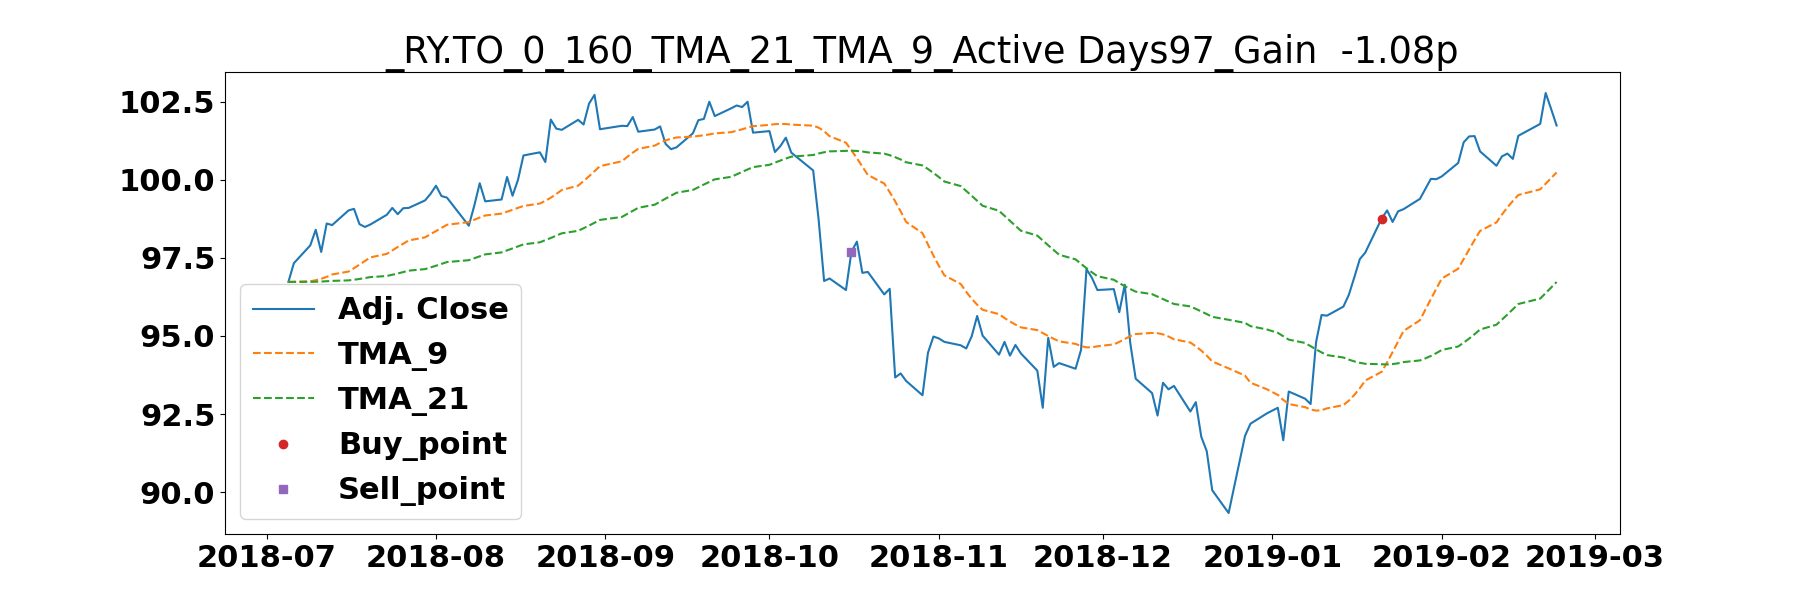 _RY.TO_0_160_TMA_21_TMA_9_Active Days97_Gain  -1.08p
102.5
100.0
97.5
95.0
92.5
90.0
Adj. Close
TMA_9
TMA_21
Buy_point
Sell_point
2018-07 2018-08 2018-09 2018-10 2018-11 2018-12 2019-01 2019-02 2019-03